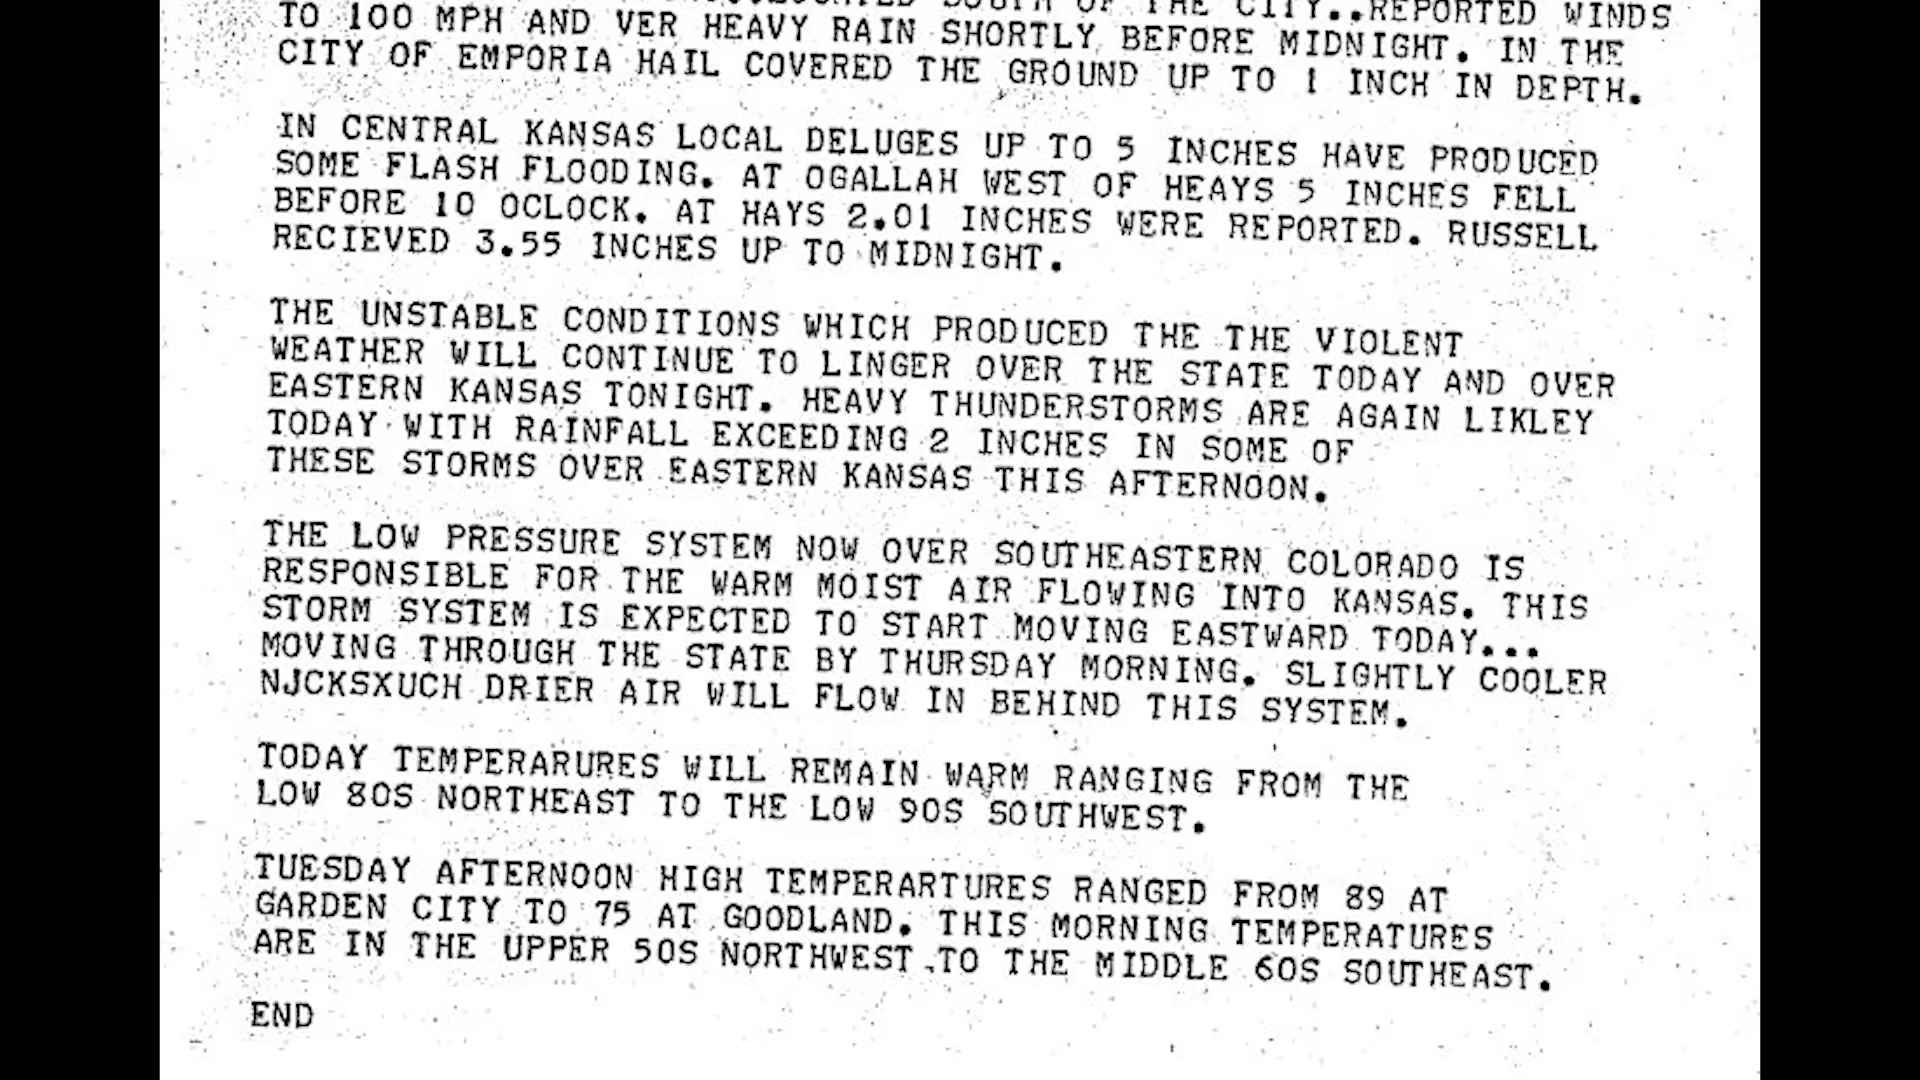 SOUTH OF THE CITY..REPORTED WINDS
TO 100 MPH AND VER HEAVY RAIN SHORTLY BEFORE MIDNIGHT. IN THE
CITY OF EMPORIA HAIL COVERED THE GROUND UP TO 1 INCH IN DEPTH.
IN CENTRAL KANSAS LOCAL DELUGES UP TO 5 INCHES HAVE PRODUCED
SOME FLASH FLOODING. AT OGALLAH WEST OF HEAYS 5 INCHES FELL
BEFORE 10 OCLOCK. AT HAYS 2.01 INCHES WERE REPORTED. RUSSELL
RECIEVED 3.55 INCHES UP TO MIDNIGHT.
THE UNSTABLE CONDITIONS WHICH PRODUCED THE THE VIOLENT
WEATHER WILL CONTINUE TO LINGER OVER THE STATE TODAY AND OVER
EASTERN KANSAS TONIGHT. HEAVY THUNDERSTORMS ARE AGAIN LIKLEY
TODAY WITH RAINFALL EXCEEDING 2 INCHES IN SOME OF
THESE STORMS OVER EASTERN KANSAS THIS AFTERNOON.
THE LOW PRESSURE SYSTEM NOW OVER SOUTHEASTERN COLORADO IS
RESPONSIBLE FOR THE WARM MOIST AIR FLOWING INTO KANSAS. THIS
STORM SYSTEM IS EXPECTED TO START MOVING EASTWARD TODAY...
MOVING THROUGH THE STATE BY THURSDAY MORNING. SLIGHTLY COOLER
NJCKSXUCH DRIER AIR WILL FLOW IN BEHIND THIS SYSTEM.
TODAY TEMPERARURES WILL REMAIN WARM RANGING FROM THE
LOW 80S NORTHEAST TO THE LOW 90S SOUTHWEST.
TUESDAY AFTERNOON HIGH TEMPERARTURES RANGED FROM 89 AT
GARDEN CITY TO 75 AT GOODLAND. THIS MORNING TEMPERATURES
ARE IN THE UPPER 50S NORTHWEST TO THE MIDDLE 60S SOUTHEAST.
END